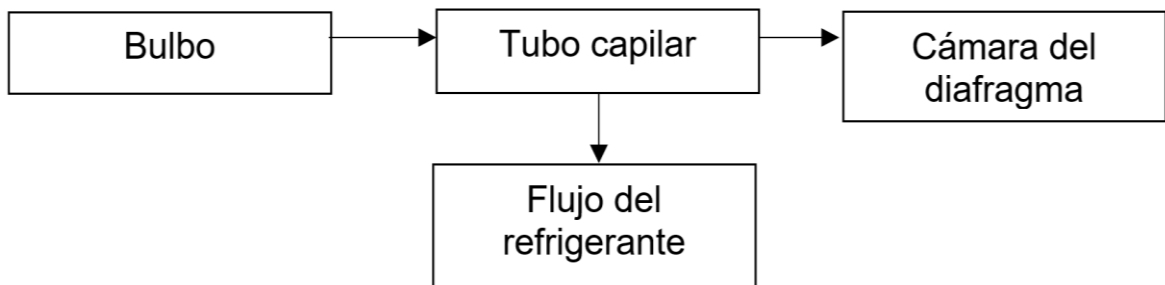 Bulbo
Tubo capilar
Cámara del
diafragma
Flujo del
refrigerante